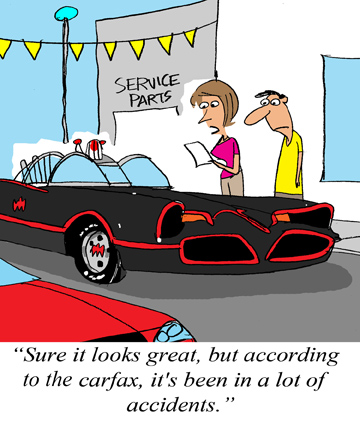 SERVICE
PARTS
“Sure it looks great, but according
to the carfax, it's been in a lot of
accidents.”